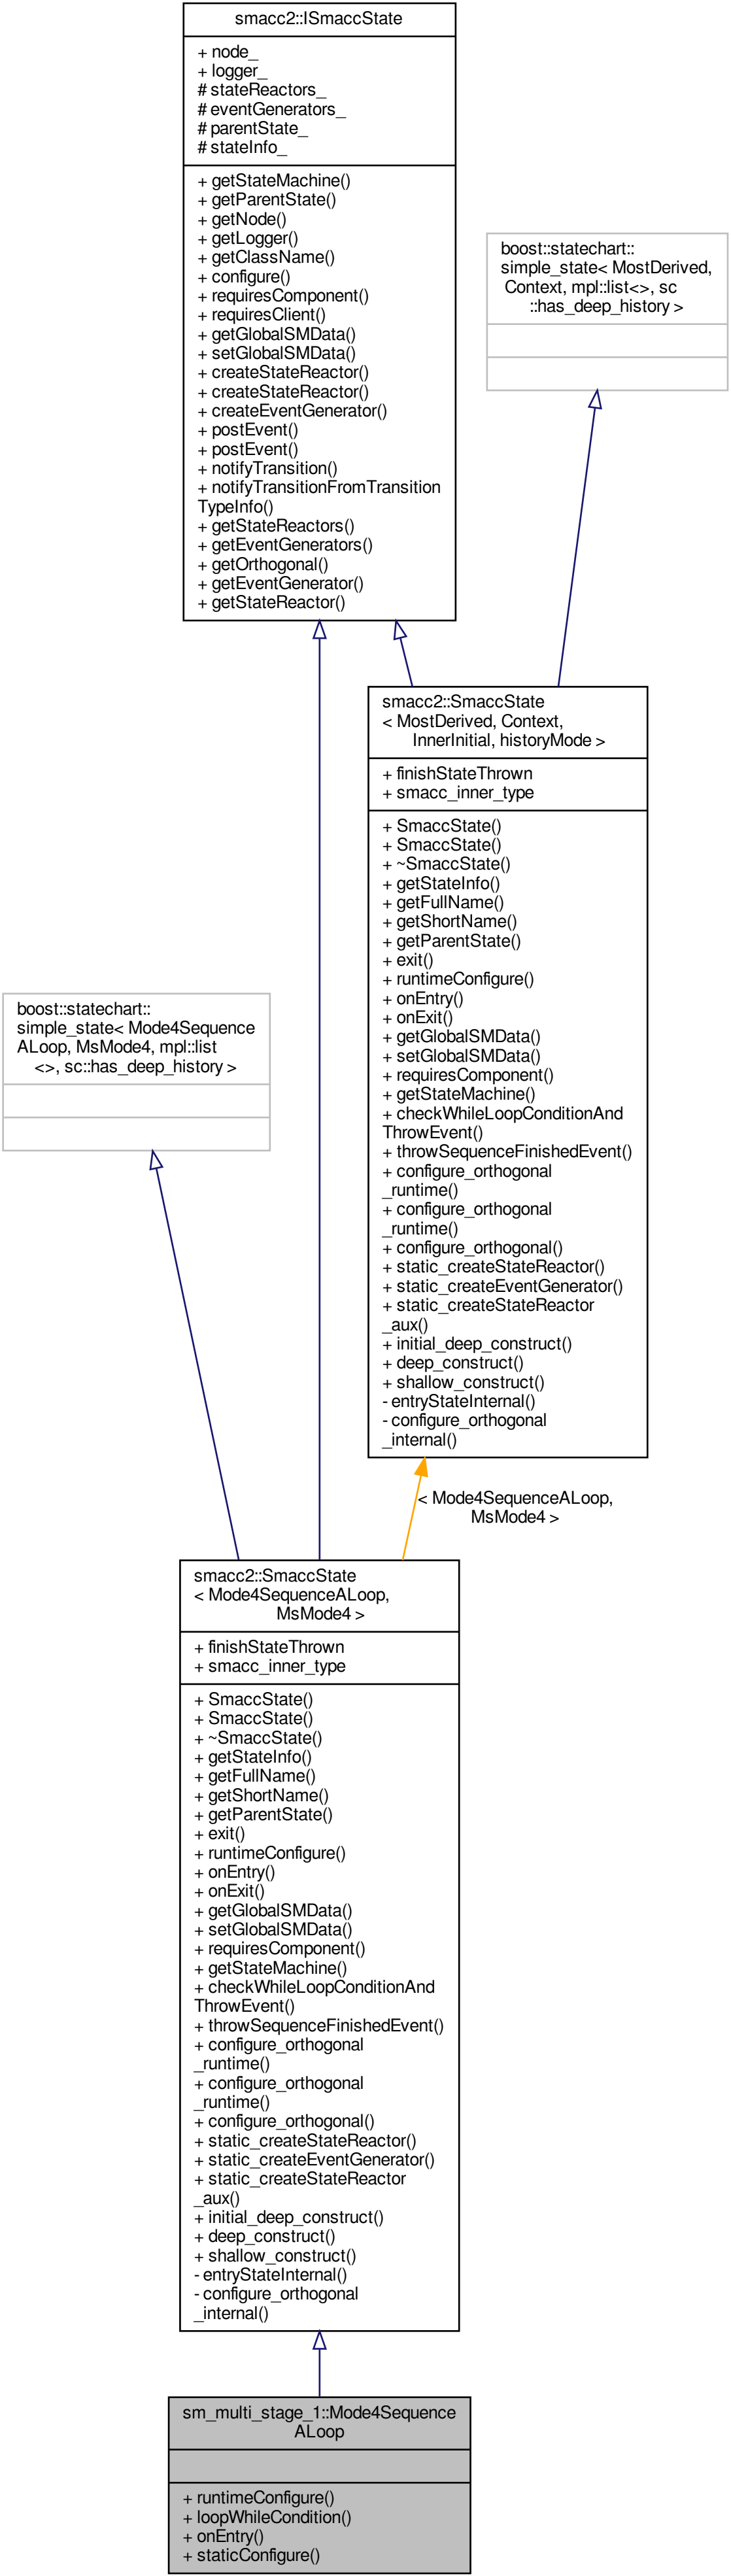 smacc2::ISmaccState
+ node_
+ logger_
# stateReactors_
# eventGenerators_
# parentState_
# stateInfo_
+ getStateMachine()
+ getParentState()
+ getNode()
+ getLogger()
+ getClassName()
+ configure()
+ requiresComponent()
+ requiresClient()
+ getGlobalSMData()
+ setGlobalSMData()
+ createStateReactor()
+ createStateReactor()
+ createEventGenerator()
+ postEvent()
+ postEvent()
+ notifyTransition()
+ notifyTransitionFromTransition
TypeInfo()
+ getStateReactors()
+ getEventGenerators()
+ getOrthogonal()
+ getEventGenerator()
+ getStateReactor()
boost::statechart::
simple_state< MostDerived,
Context, mpl::list<>, sc
::has_deep_history >
smacc2::SmaccState
< MostDerived, Context,
InnerInitial, historyMode >
+ finishStateThrown
+ smacc_inner_type
+ SmaccState()
+ SmaccState()
+ ~SmaccState()
+ getStateInfo()
+ getFullName()
+ getShortName()
+ getParentState()
+ exit()
+ runtimeConfigure()
+ onEntry()
+ onExit()
+ getGlobalSMData()
+ setGlobalSMData()
+ requiresComponent()
+ getStateMachine()
+ checkWhileLoopConditionAnd
ThrowEvent()
+ throwSequenceFinishedEvent()
+ configure_orthogonal
_runtime()
+ configure_orthogonal
_runtime()
+ configure_orthogonal()
+ static_createStateReactor()
+ static_createEventGenerator()
+ static_createStateReactor
_aux()
+ initial_deep_construct()
+ deep_construct()
+ shallow_construct()
- entryStateInternal()
- configure_orthogonal
_internal()
boost::statechart::
simple_state< Mode4Sequence
ALoop, MsMode4, mpl::list
<>, sc::has_deep_history >
< Mode4SequenceALoop,
MsMode4 >
smacc2::SmaccState
< Mode4SequenceALoop,
MsMode4 >
+ finishStateThrown
+ smacc_inner_type
+ SmaccState()
+ SmaccState()
+ ~SmaccState()
+ getStateInfo()
+ getFullName()
+ getShortName()
+ getParentState()
+ exit()
+ runtimeConfigure()
+ onEntry()
+ onExit()
+ getGlobalSMData()
+ setGlobalSMData()
+ requiresComponent()
+ getStateMachine()
+ checkWhileLoopConditionAnd
ThrowEvent()
+ throwSequenceFinishedEvent()
+ configure_orthogonal
_runtime()
+ configure_orthogonal
_runtime()
+ configure_orthogonal()
+ static_createStateReactor()
+ static_createEventGenerator()
+ static_createStateReactor
_aux()
+ initial_deep_construct()
+ deep_construct()
+ shallow_construct()
- entryStateInternal()
- configure_orthogonal
_internal()
sm_multi_stage_1::Mode4Sequence
ALoop
+ runtimeConfigure()
+ loopWhileCondition()
+ onEntry()
+ staticConfigure()